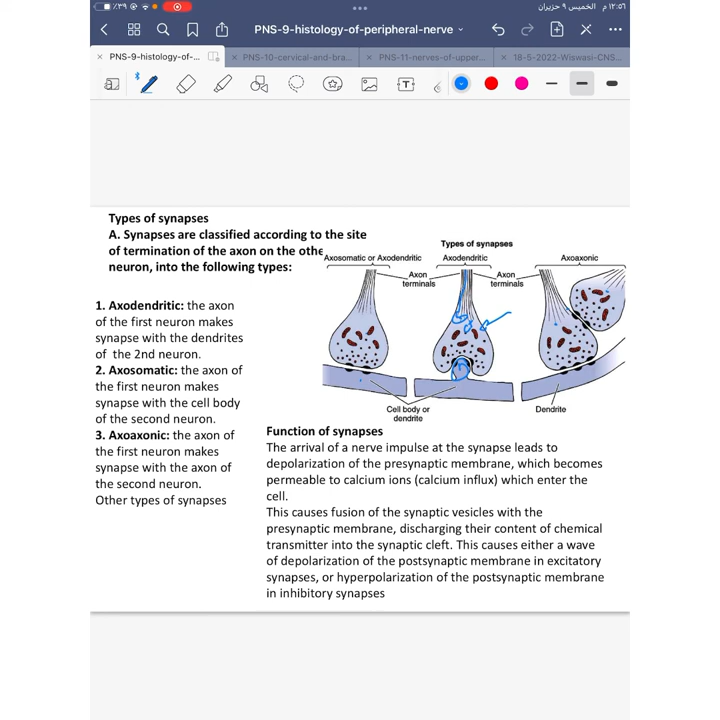 ٪٣٩
١٢:٥٦ م الخميس ٩ حزيران
PNS-9-histology-of-peripheral-nerve
PNS-9-histology-of-...
PNS-10-cervical-and-bra...
PNS-11-nerves-of-upper...
18-5-2022-Wiswasi-CNS...
Types of synapses
A. Synapses are classified according to the site
of termination of the axon on the othe
neuron, into the following types:
1. Axodendritic: the axon
of the first neuron makes
synapse with the dendrites
of the 2nd neuron.
2. Axosomatic: the axon of
the first neuron makes
synapse with the cell body
of the second neuron.
3. Axoaxonic: the axon of
the first neuron makes
synapse with the axon of
the second neuron.
Other types of synapses
Types of synapses
Axosomatic or Axodendritic
Axodendritic
Axoaxonic
Axon
terminals
Axon
terminals
Cell body or
dendrite
Dendrite
Function of synapses
The arrival of a nerve impulse at the synapse leads to
depolarization of the presynaptic membrane, which becomes
permeable to calcium ions (calcium influx) which enter the
cell.
This causes fusion of the synaptic vesicles with the
presynaptic membrane, discharging their content of chemical
transmitter into the synaptic cleft. This causes either a wave
of depolarization of the postsynaptic membrane in excitatory
synapses, or hyperpolarization of the postsynaptic membrane
in inhibitory synapses